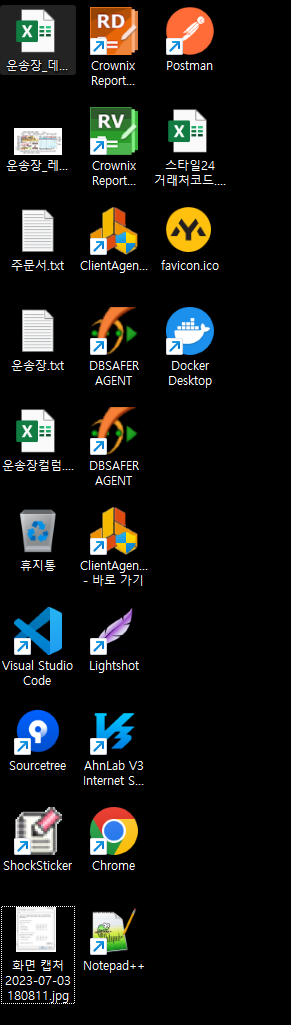 운송장_데...
운송장_레...
주문서.txt
운송장.txt
운송장컬럼....
휴지통
Visual Studio
Code
Sourcetree
ShockSticker
화면 캡처
2023-07-03
180811.jpg
RD
Crownix
Report...
RV
Crownix
Report...
ClientAgen...
DBSAFER
AGENT
DBSAFER
AGENT
ClientAgen...
- 바로 가기
Lightshot
AhnLab V3
Internet S...
Chrome
Notepad++
Postman
스타일24
거래처코드....
favicon.ico
Docker
Desktop